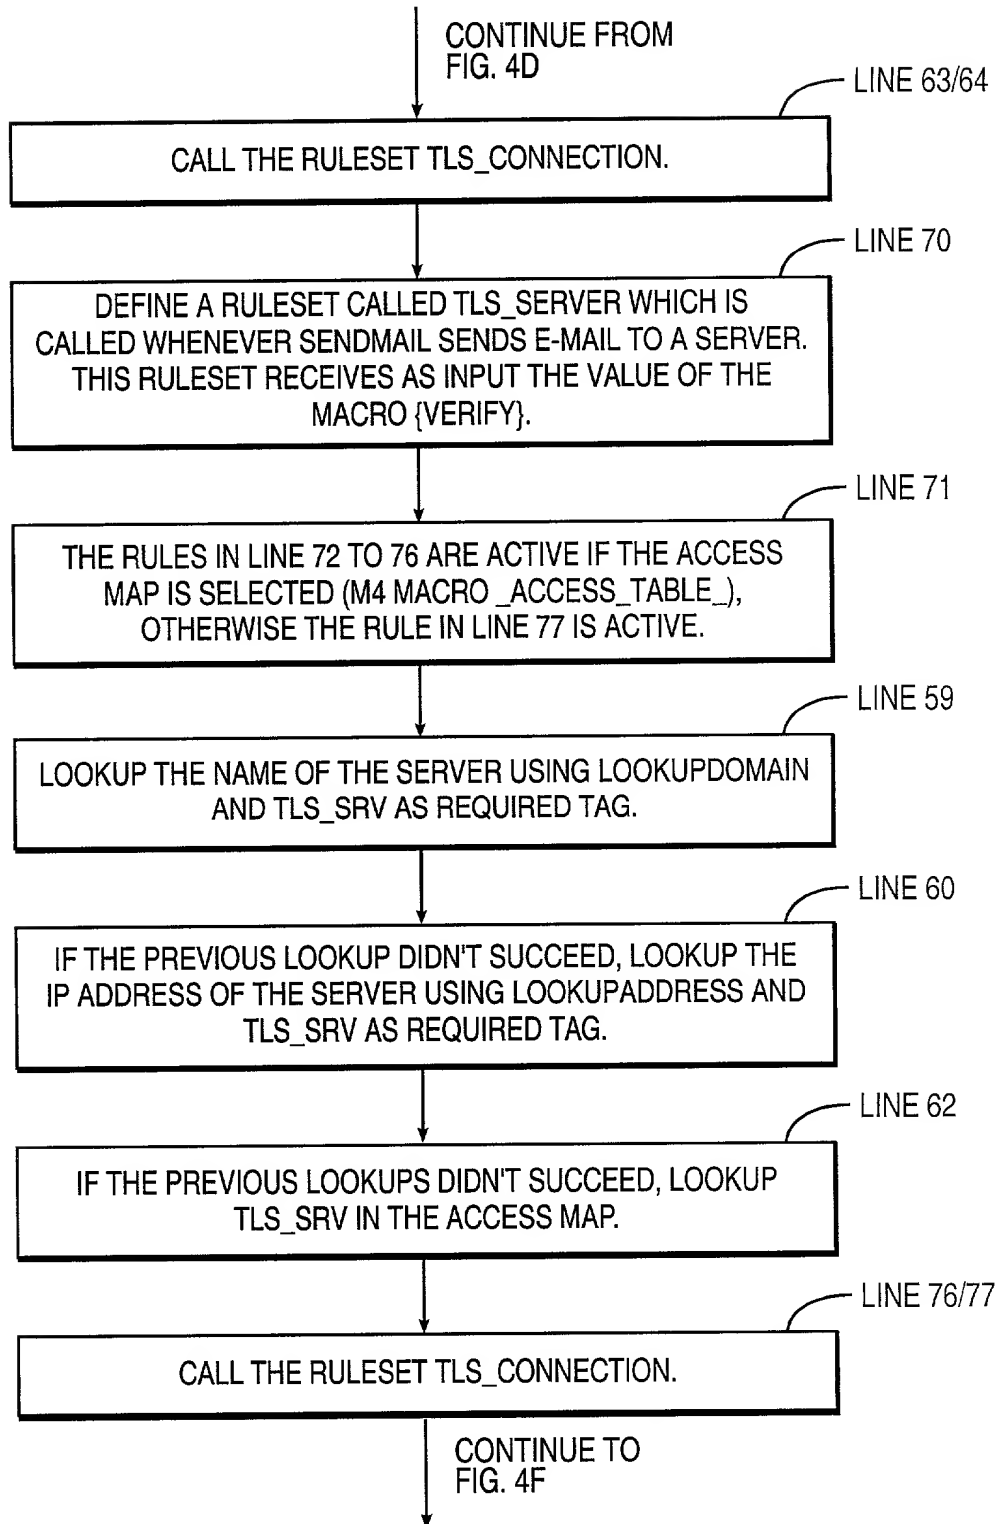 CONTINUE FROM
FIG. 4D
LINE 63/64
CALL THE RULESET TLS_CONNECTION.
LINE 70
DEFINE A RULESET CALLED TLS_SERVER WHICH IS
CALLED WHENEVER SENDMAIL SENDS E-MAIL TO A SERVER.
THIS RULESET RECEIVES AS INPUT THE VALUE OF THE
MACRO {VERIFY}.
LINE 71
THE RULES IN LINE 72 TO 76 ARE ACTIVE IF THE ACCESS
MAP IS SELECTED (M4 MACRO _ACCESS_TABLE_),
OTHERWISE THE RULE IN LINE 77 IS ACTIVE.
LINE 59
LOOKUP THE NAME OF THE SERVER USING LOOKUPDOMAIN
AND TLS_SRV AS REQUIRED TAG.
LINE 60
IF THE PREVIOUS LOOKUP DIDN'T SUCCEED, LOOKUP THE
IP ADDRESS OF THE SERVER USING LOOKUPADDRESS AND
TLS_SRV AS REQUIRED TAG.
LINE 62
IF THE PREVIOUS LOOKUPS DIDN'T SUCCEED, LOOKUP
TLS_SRV IN THE ACCESS MAP.
LINE 76/77
CALL THE RULESET TLS_CONNECTION.
CONTINUE TO
FIG. 4F